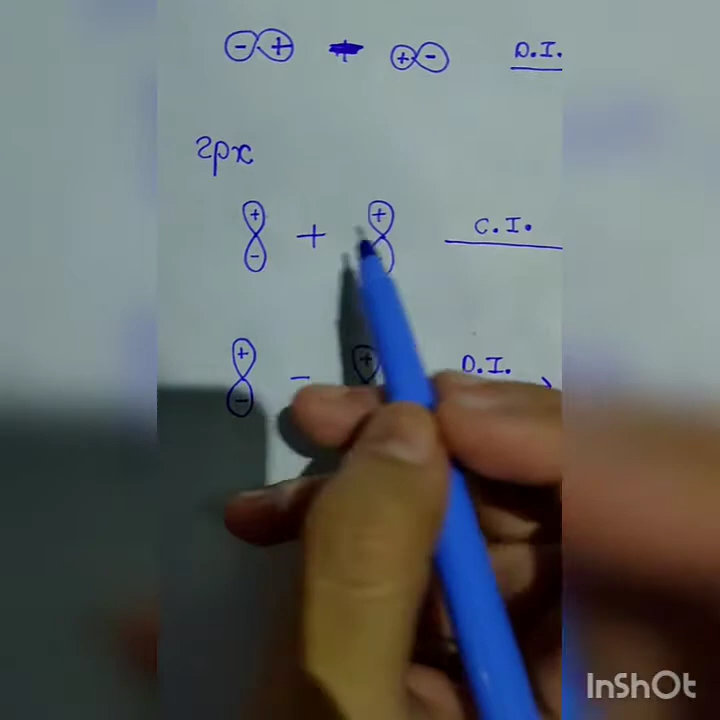 - + + + - D.I.
2px
+ - + + C.I.
+ - - + D.I.
InShOt